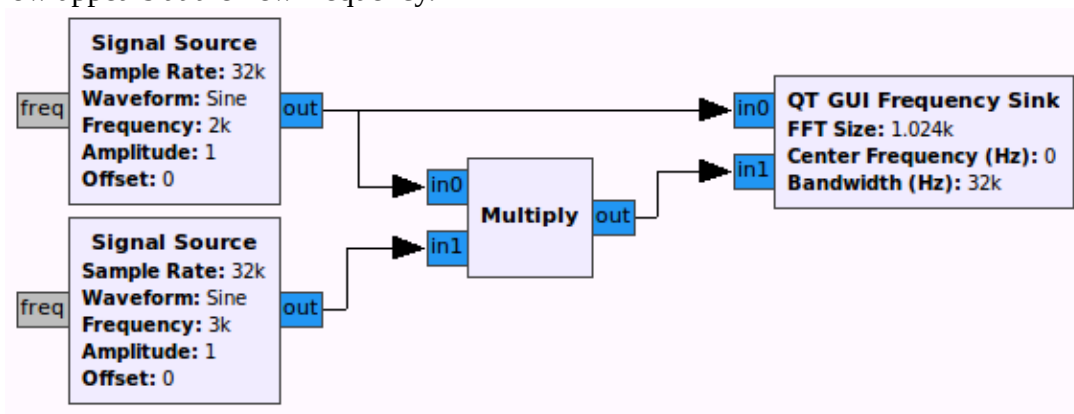 Signal Source
Sample Rate: 32k
freq
Waveform: Sine
out
Frequency: 2k
Amplitude: 1
Offset: 0
in0
QT GUI Frequency Sink
FFT Size: 1.024k
Center Frequency (Hz): 0
in1
Bandwidth (Hz): 32k
in0
Multiply
out
in1
Signal Source
Sample Rate: 32k
freq
Waveform: Sine
out
Frequency: 3k
Amplitude: 1
Offset: 0